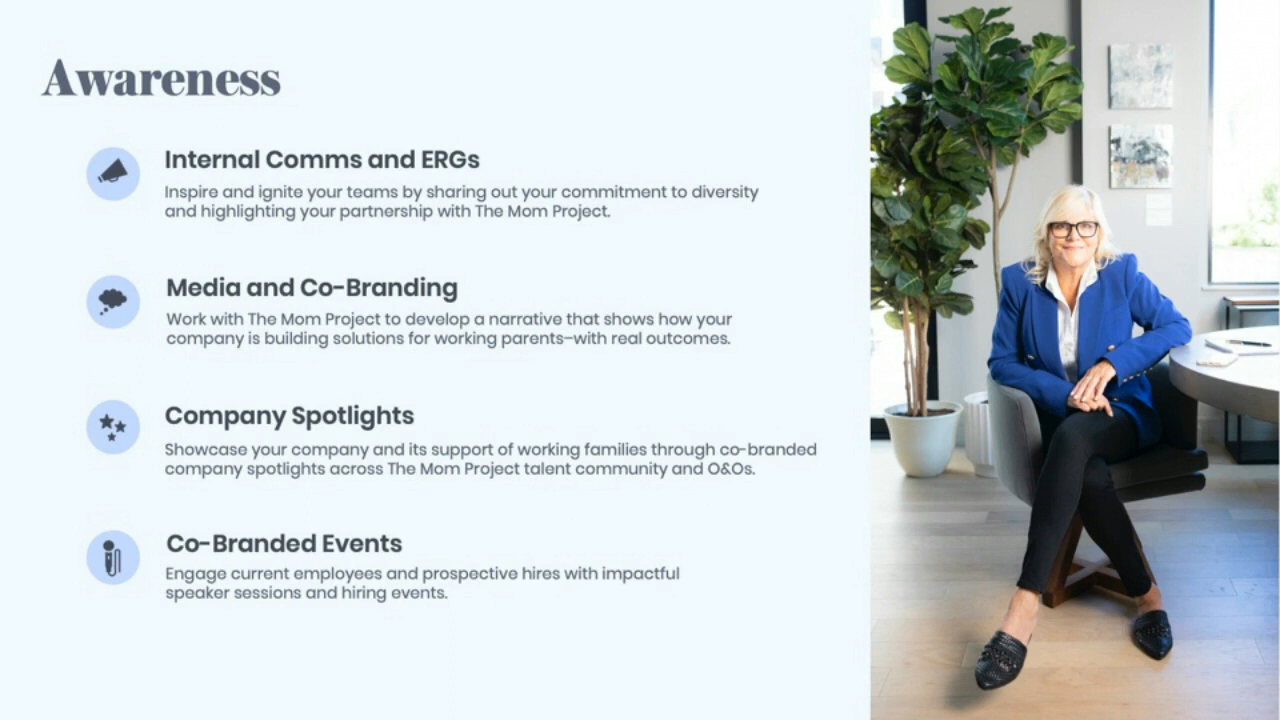 Awareness
Internal Comms and ERGs
Inspire and ignite your teams by sharing out your commitment to diversity
and highlighting your partnership with The Mom Project.
Media and Co-Branding
Work with The Mom Project to develop a narrative that shows how your
company is building solutions for working parents–with real outcomes.
Company Spotlights
Showcase your company and its support of working families through co-branded
company spotlights across The Mom Project talent community and O&Os.
Co-Branded Events
Engage current employees and prospective hires with impactful
speaker sessions and hiring events.